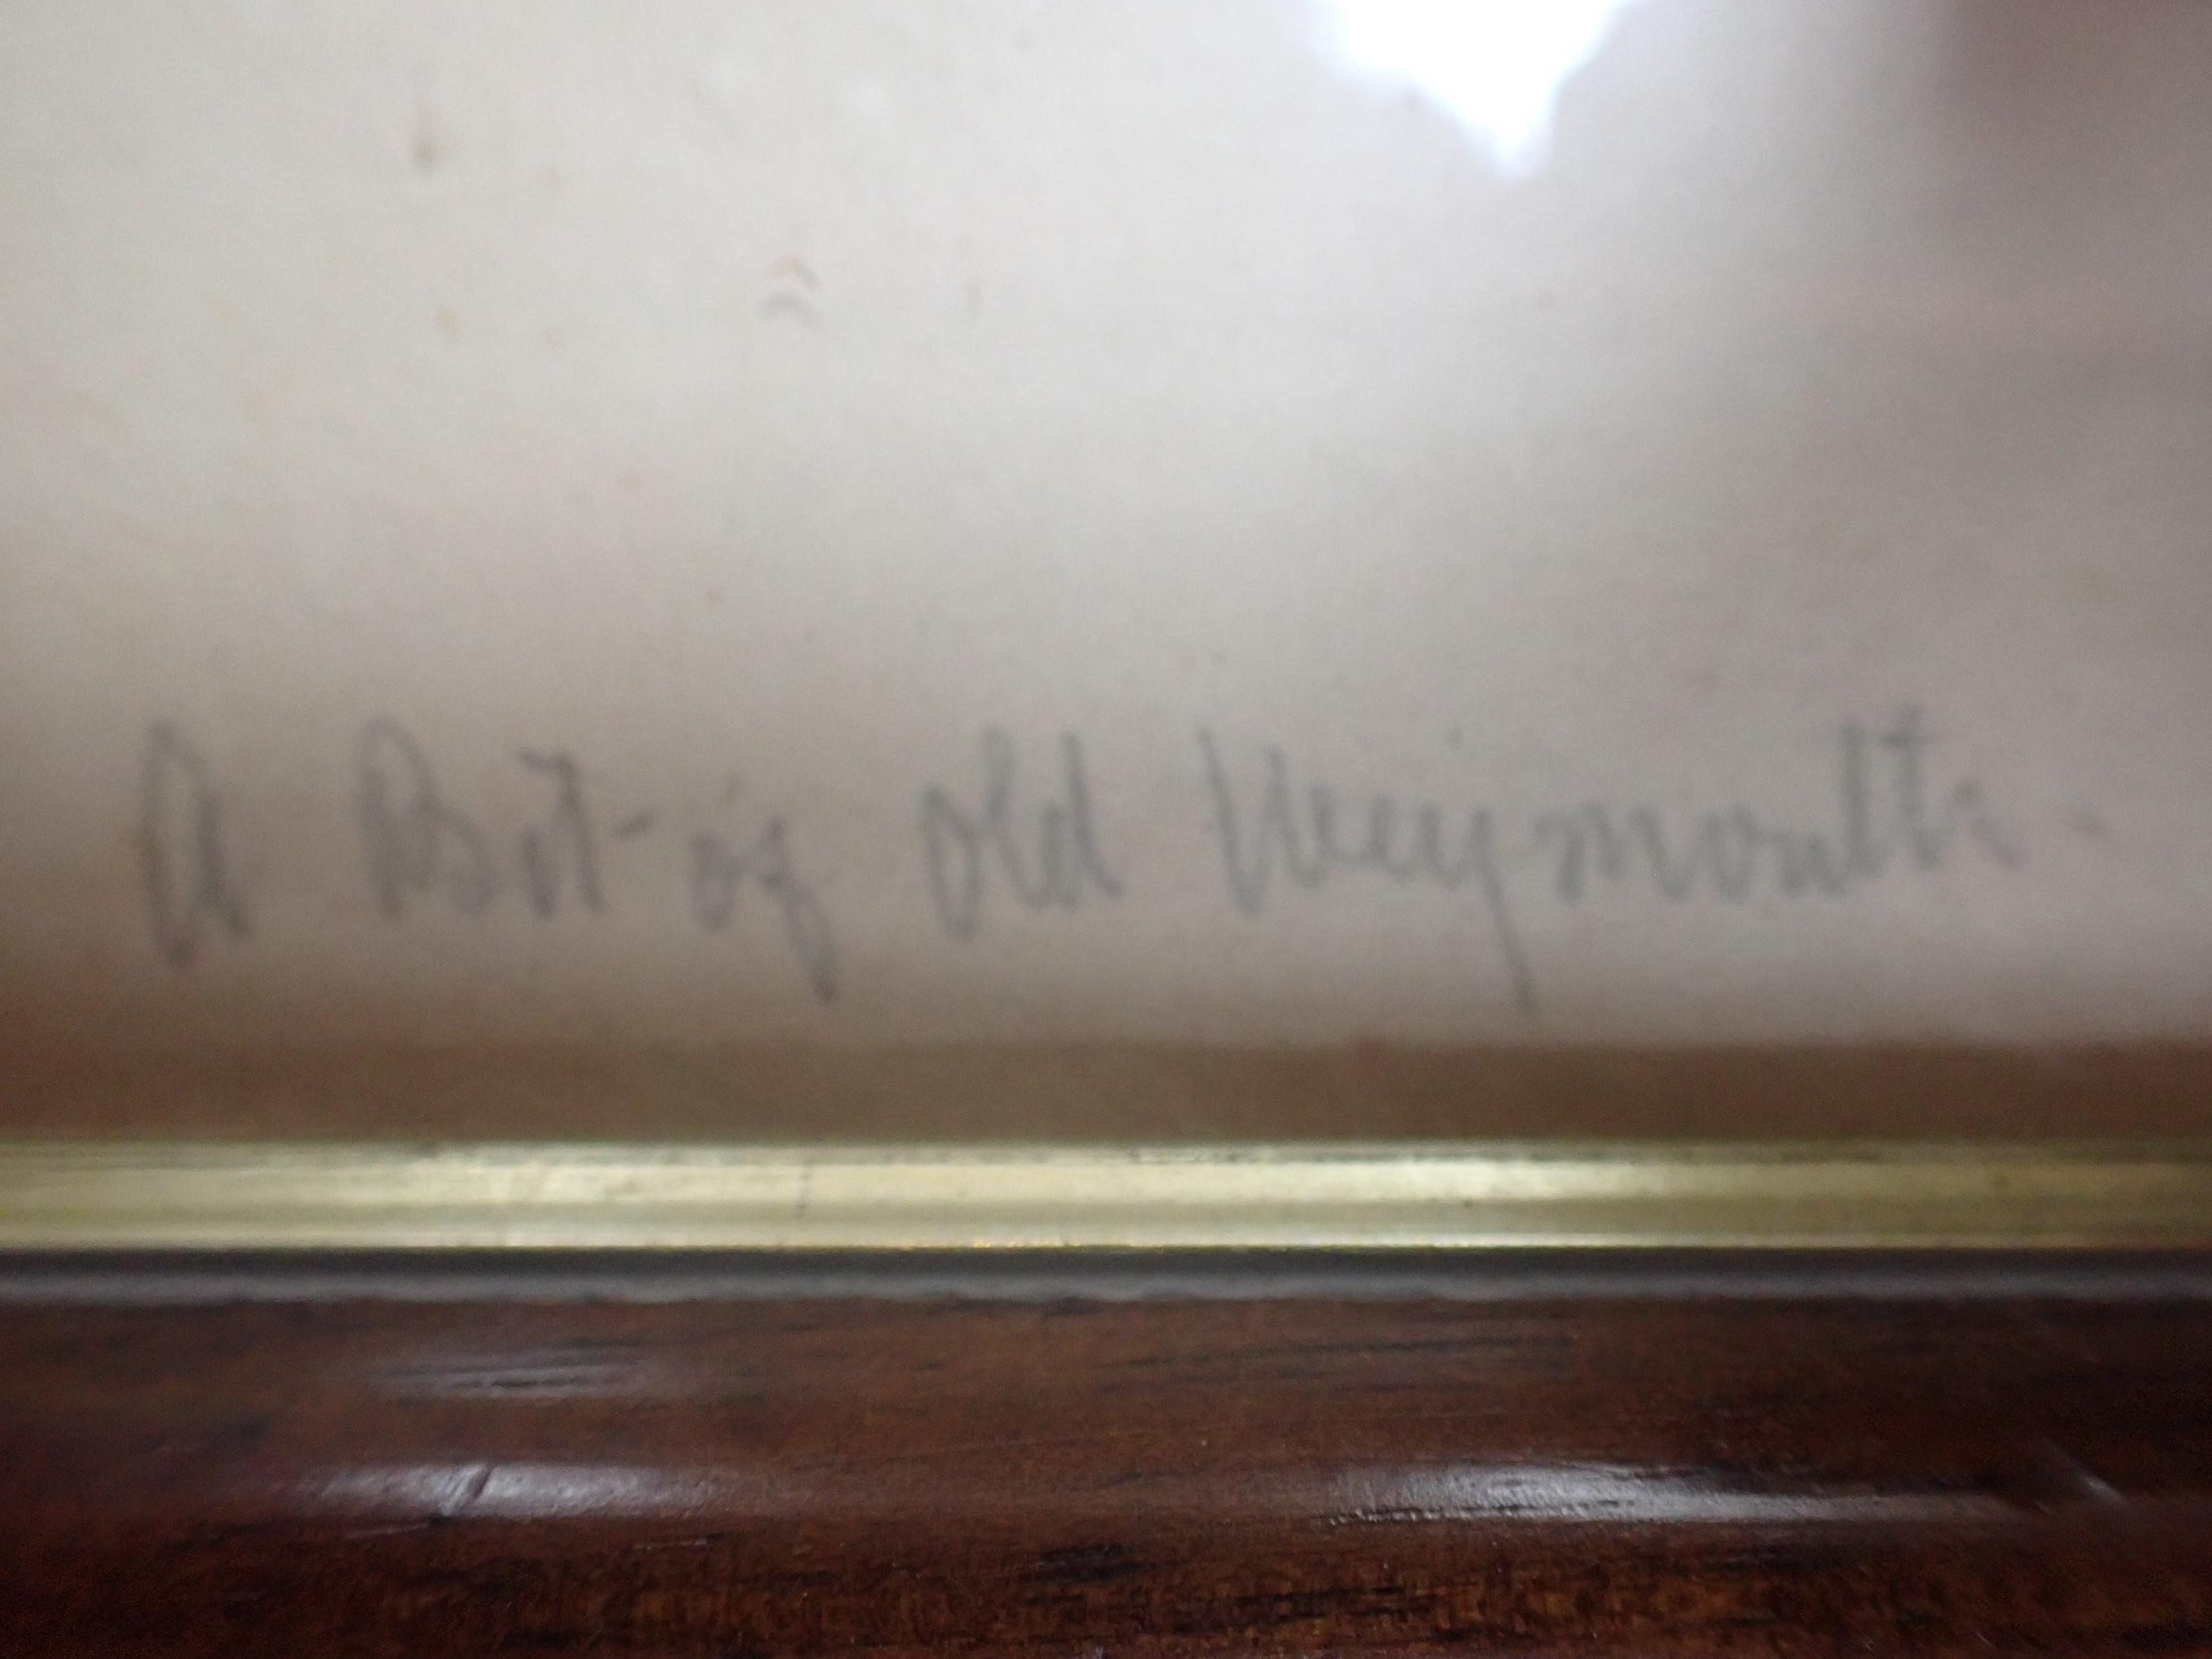 A Bit of old Weymouth.